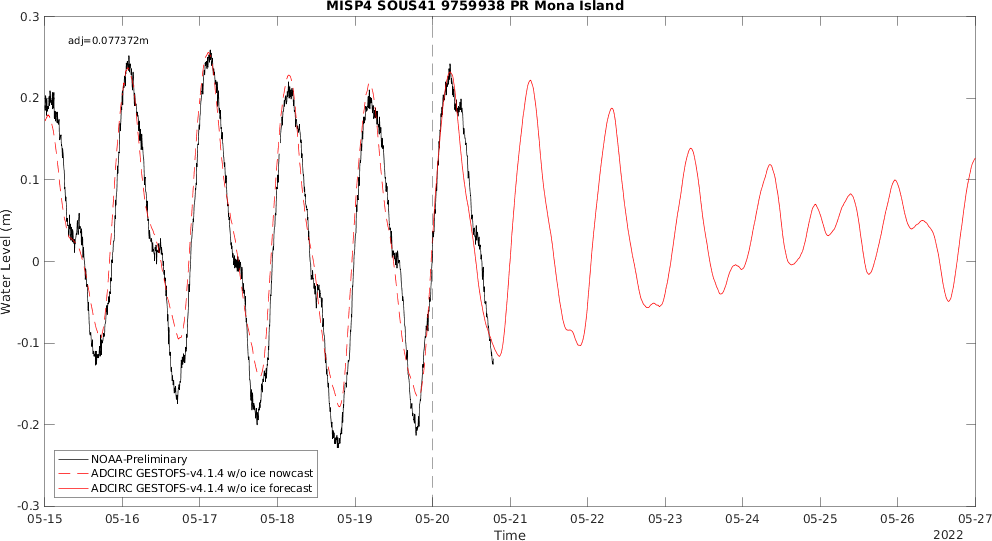 MISP4 SOUS41 9759938 PR Mona Island
adj=0.077372m
0.3
0.2
0.1
0
-0.1
-0.2
-0.3
Water Level (m)
NOAA-Preliminary
ADCIRC GESTOFS-v4.1.4 w/o ice nowcast
ADCIRC GESTOFS-v4.1.4 w/o ice forecast
05-15 05-16 05-17 05-18 05-19 05-20 05-21 05-22 05-23 05-24 05-25 05-26 05-27
Time
2022